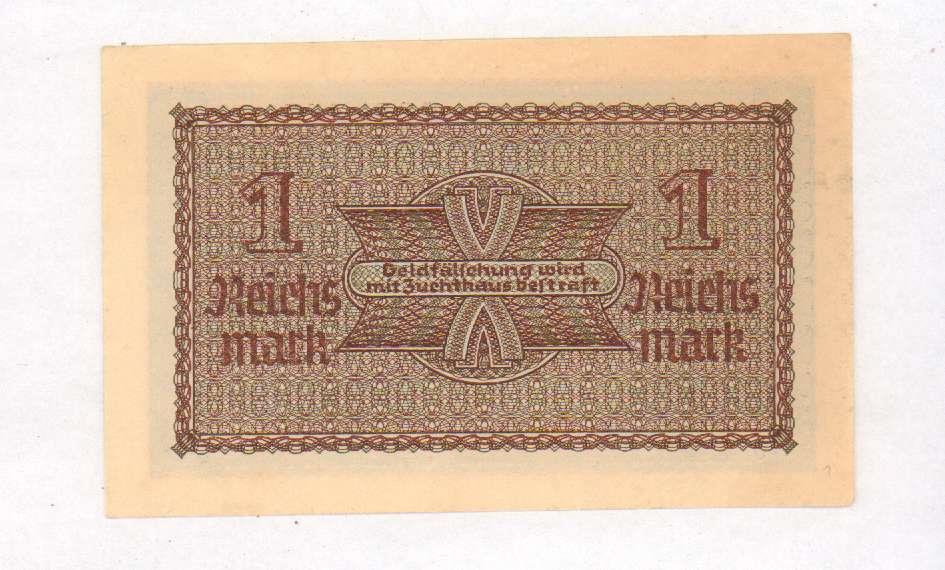 1
Reichs
mark
Geldfälschung wird
mit Zuchthaus bestraft
1
Reichs
mark